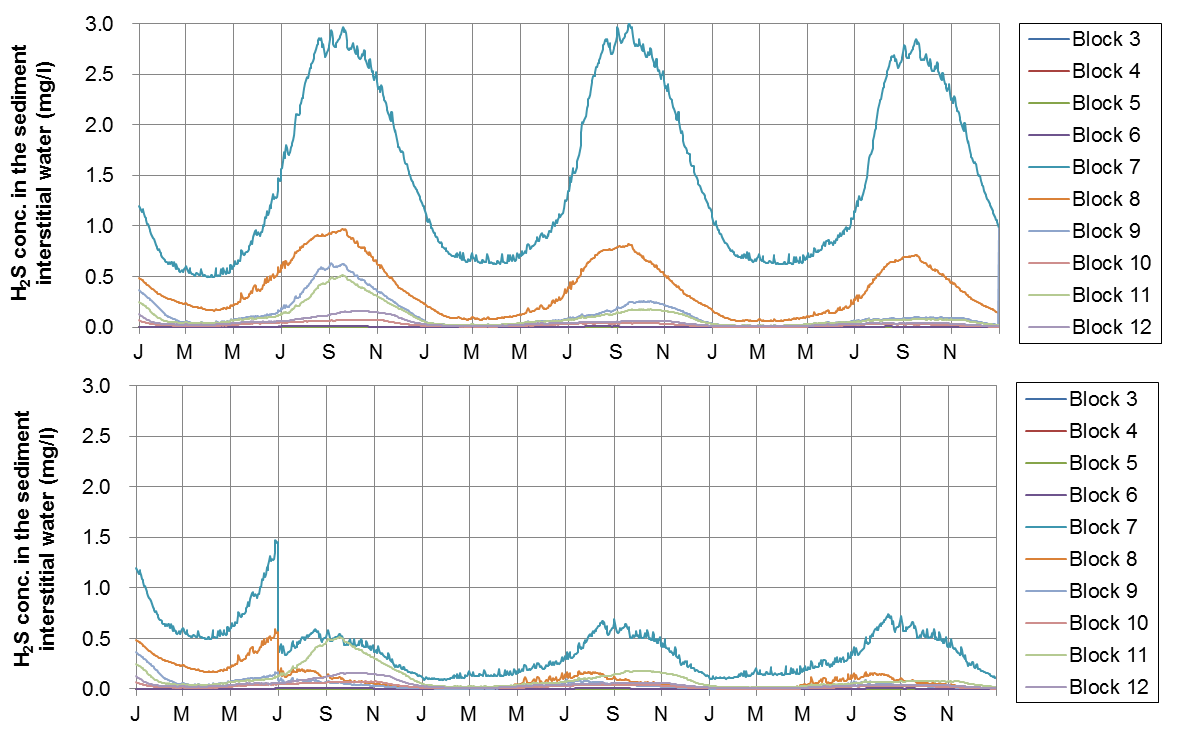 H₂S conc. in the sediment
interstitial water (mg/l)
3.0
2.5
2.0
1.5
1.0
0.5
0.0
J M M J S N J M M J S N J M M J S N
Block 3
Block 4
Block 5
Block 6
Block 7
Block 8
Block 9
Block 10
Block 11
Block 12
H₂S conc. in the sediment
interstitial water (mg/l)
3.0
2.5
2.0
1.5
1.0
0.5
0.0
J M M J S N J M M J S N J M M J S N
Block 3
Block 4
Block 5
Block 6
Block 7
Block 8
Block 9
Block 10
Block 11
Block 12